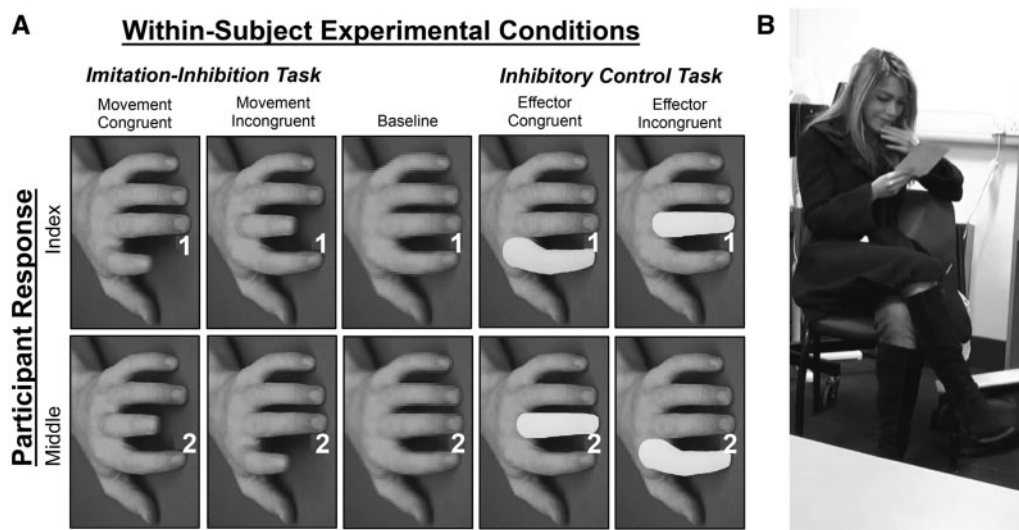 A
Within-Subject Experimental Conditions
B
Imitation-Inhibition Task
Inhibitory Control Task
Movement
Congruent
Movement
Incongruent
Baseline
Effector
Congruent
Effector
Incongruent
Participant Response
Index
1
1
1
1
1
Middle
2
2
2
2
2